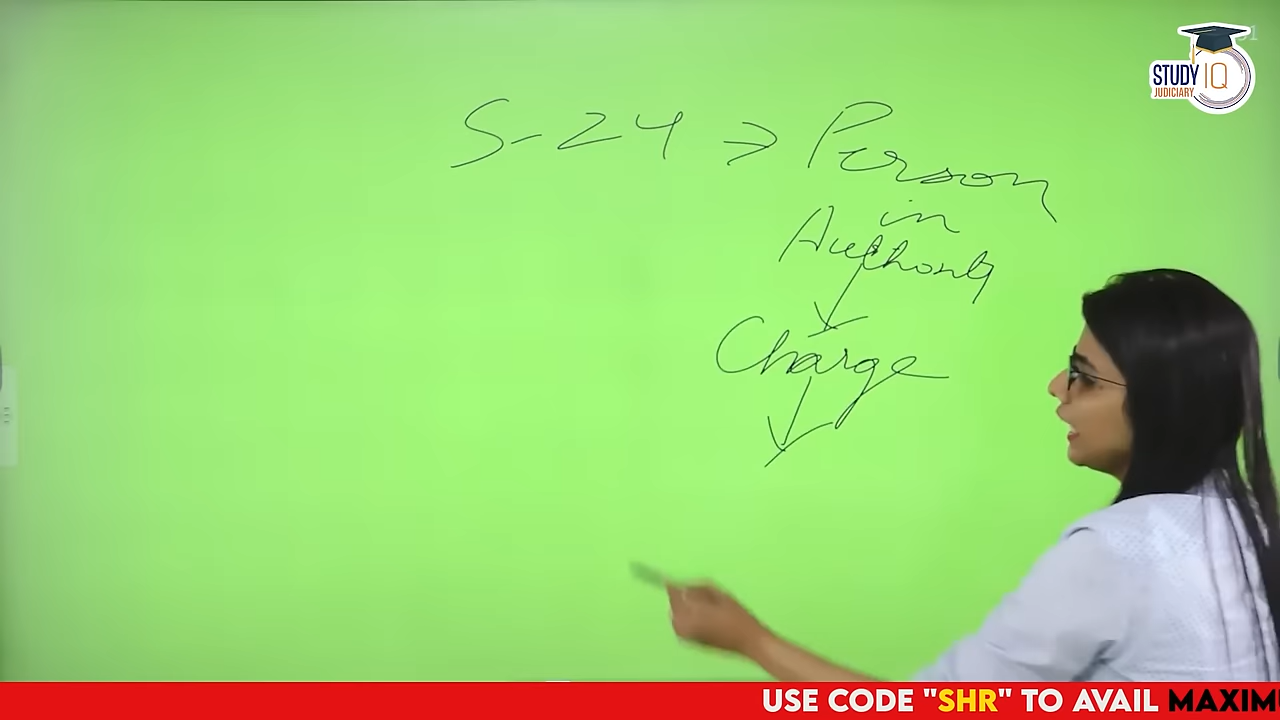 STUDY IQ
JUDICIARY
S-24 → Person
in
Authority
Charge
USE CODE "SHR" TO AVAIL MAXIM